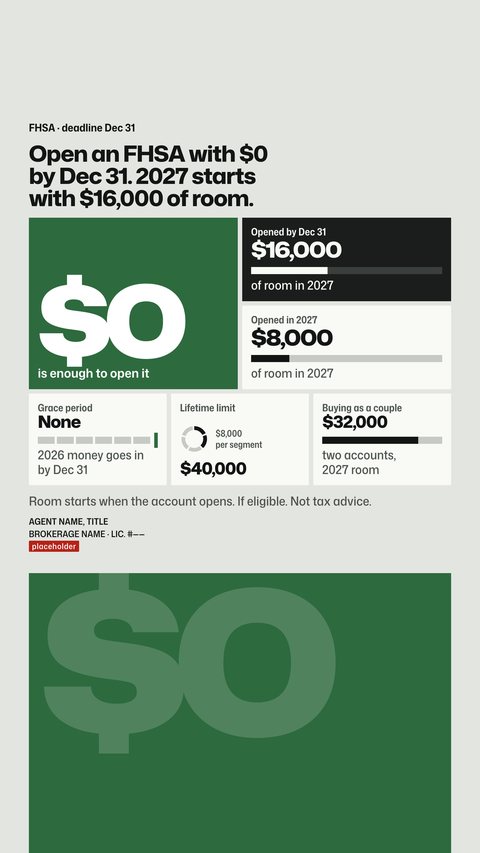 FHSA · deadline Dec 31
Open an FHSA with $0
by Dec 31. 2027 starts
with $16,000 of room.
$0
is enough to open it
Opened by Dec 31
$16,000
of room in 2027
Opened in 2027
$8,000
of room in 2027
Grace period
None
2026 money goes in
by Dec 31
Lifetime limit
$8,000
per segment
$40,000
Buying as a couple
$32,000
two accounts,
2027 room
Room starts when the account opens. If eligible. Not tax advice.
AGENT NAME, TITLE
BROKERAGE NAME · LIC. #——
placeholder
$0